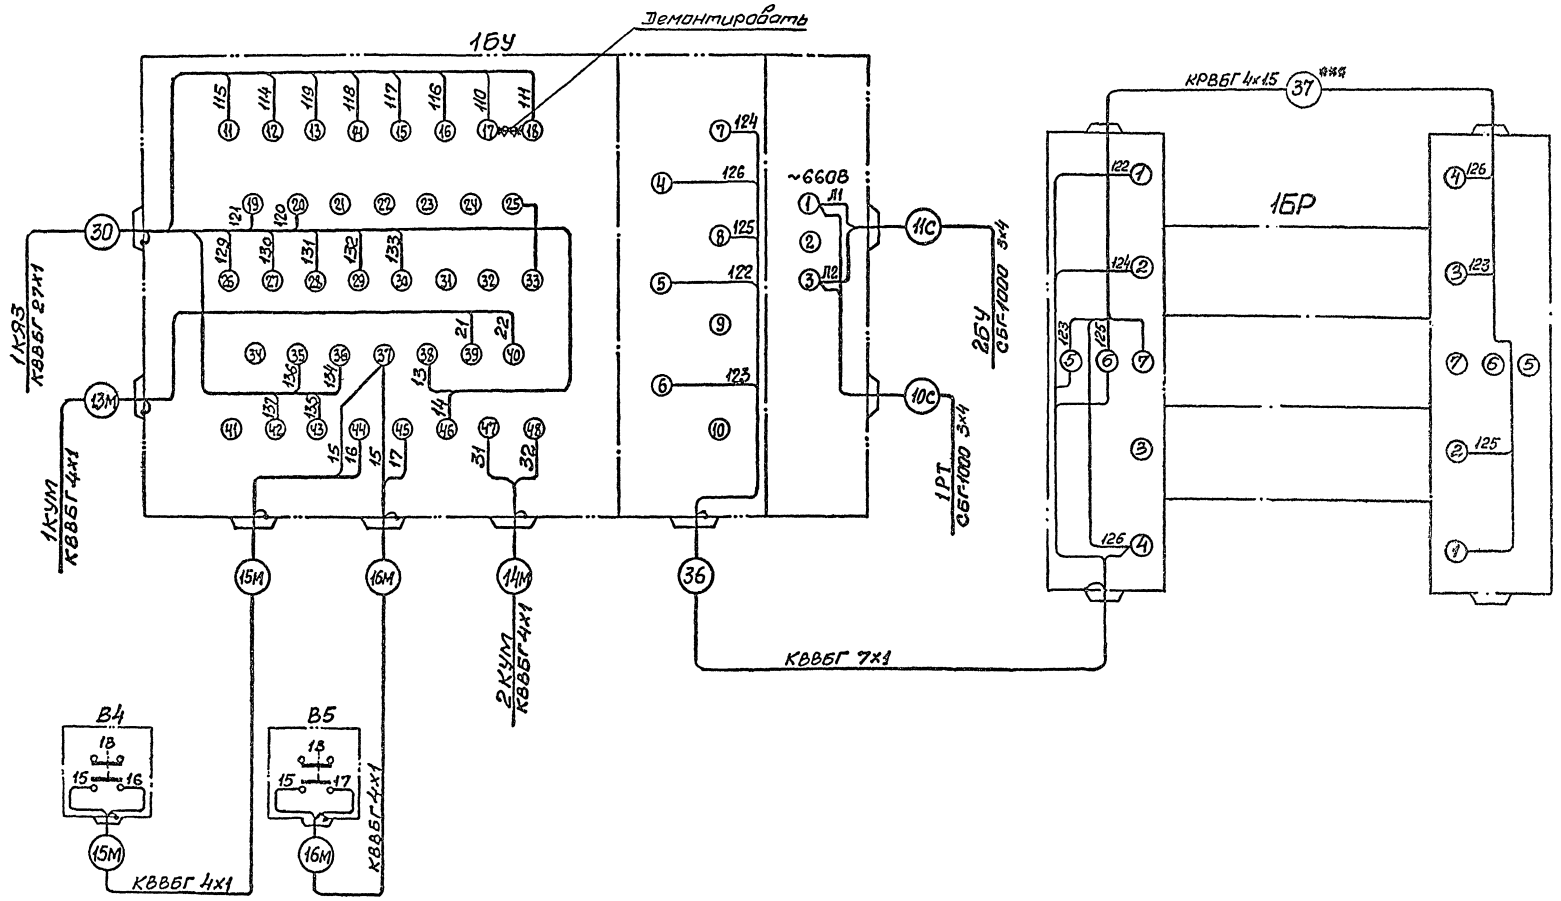 Демонтировать
1БУ
115 114 119 118 117 116 110 111
11 12 13 14 15 16 17 18
121 19 120 20 21 22 23 24 25
129 130 131 132 133
26 27 28 29 30 31 32 33
21 22
34 35 36 37 38 39 40
136 134 13
137 135 14
41 42 43 44 45 46 47 48
15 16 15 17 31 32
30
1КЯЗ
КВВБГ 27х1
13М
1КУМ
КВВБГ 4х1
7 124
4 126
8 125
5 122
9
6 123
10
~660В
1 Л1
2
3 Л2
11С
2БУ
СБГ-1000 3х4
10С
1РТ
СБГ-1000 3х4
КРВБГ 4х1.5
37 ***
1БР
122 1
124 2
123 125
5 6 7
3
126 4
4 126
3 123
7 6 5
2 125
1
15М
16М
14М
2КУМ
КВВБГ 4х1
36
КВВБГ 7х1
В4
1В
15 16
15М
КВВБГ 4х1
В5
1В
15 17
16М
КВВБГ 4х1